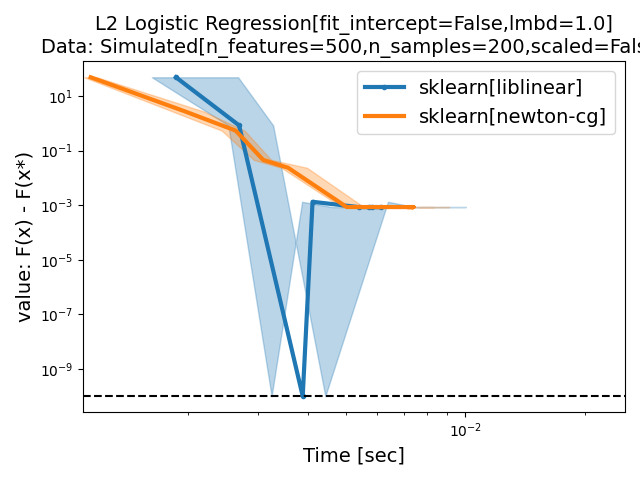 L2 Logistic Regression[fit_intercept=False,lmbd=1.0]
Data: Simulated[n_features=500,n_samples=200,scaled=Fals
sklearn[liblinear]
sklearn[newton-cg]
value: F(x) - F(x*)
10^1
10^-1
10^-3
10^-5
10^-7
10^-9
10^-2
Time [sec]